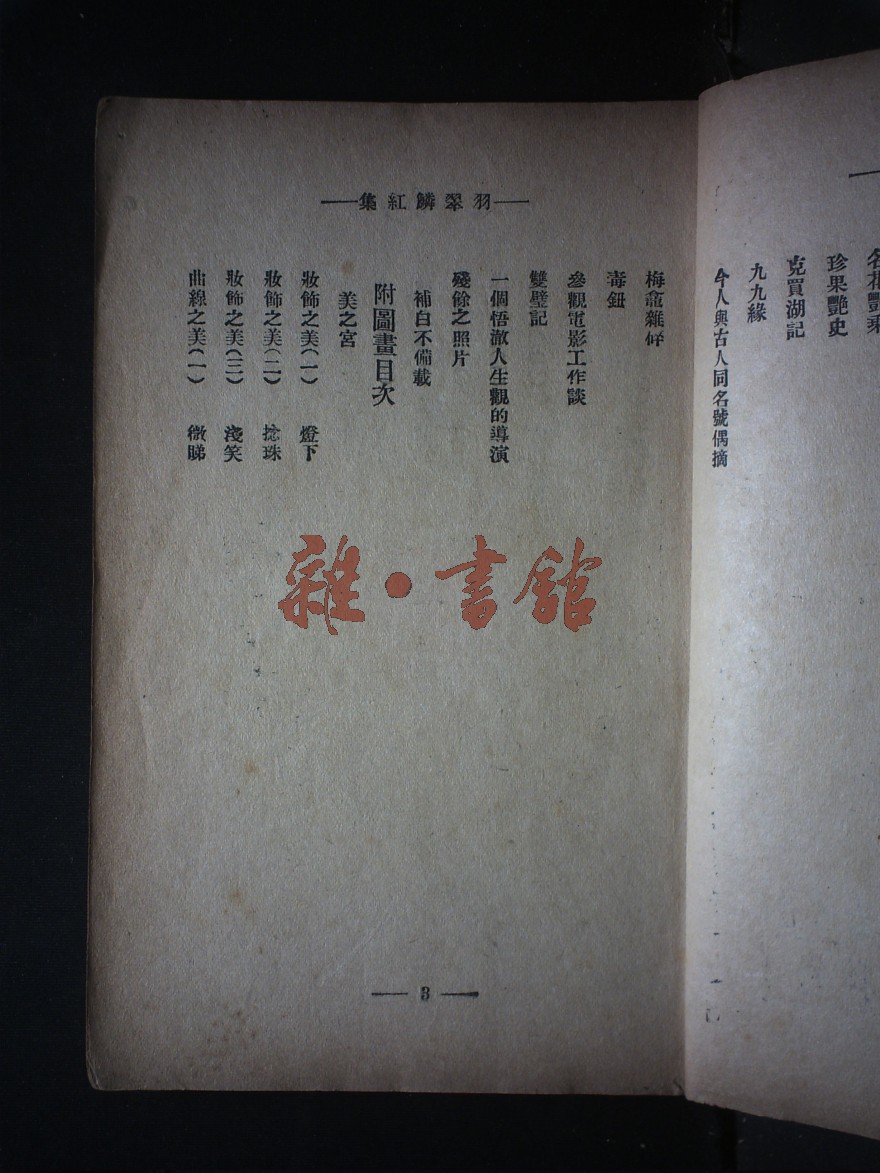 集紅鱗翠羽
名花艷乘
珍果艷史
克買湖記
九九緣
今人與古人同名號偶摘
梅龕雜俎
毒鈕
參觀電影工作談
雙璧記
一個悟澈人生觀的導演
殘餘之照片
補白不備載
附圖畫目次
美之宮
妝飾之美(一) 燈下
妝飾之美(二) 捻珠
妝飾之美(三) 淺笑
曲線之美(一) 微睇
3
雜·書館